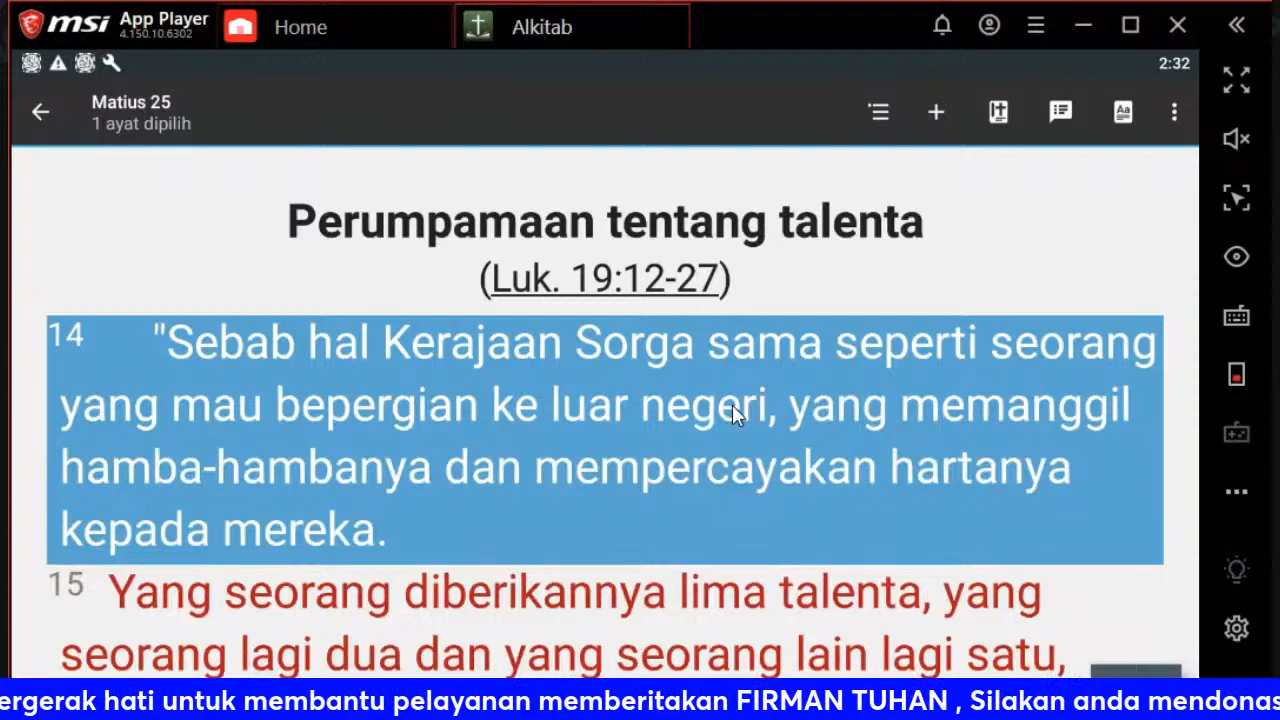 msi App Player
4.150.10.6302
Home
Alkitab
2:32
Matius 25
1 ayat dipilih
Perumpamaan tentang talenta
(Luk. 19:12-27)
14 "Sebab hal Kerajaan Sorga sama seperti seorang
yang mau bepergian ke luar negeri, yang memanggil
hamba-hambanya dan mempercayakan hartanya
kepada mereka.
15 Yang seorang diberikannya lima talenta, yang
seorang lagi dua dan yang seorang lain lagi satu,
ergerak hati untuk membantu pelayanan memberitakan FIRMAN TUHAN , Silakan anda mendonas